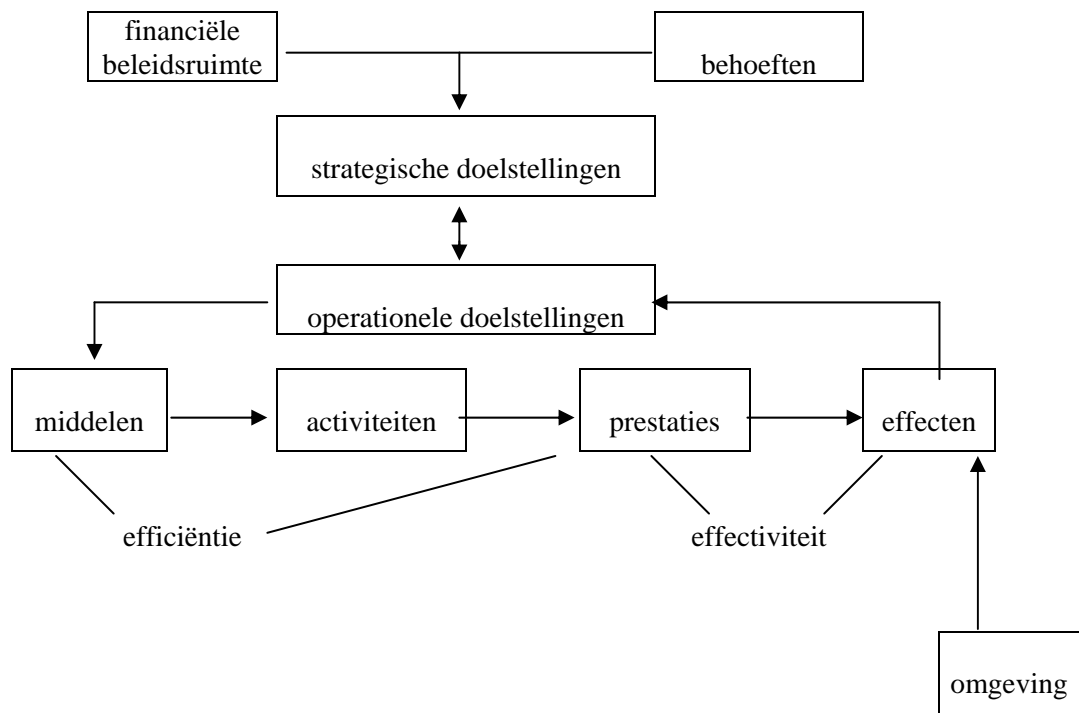 financiële
beleidsruimte
behoeften
strategische doelstellingen
operationele doelstellingen
middelen
activiteiten
prestaties
effecten
efficiëntie
effectiviteit
omgeving